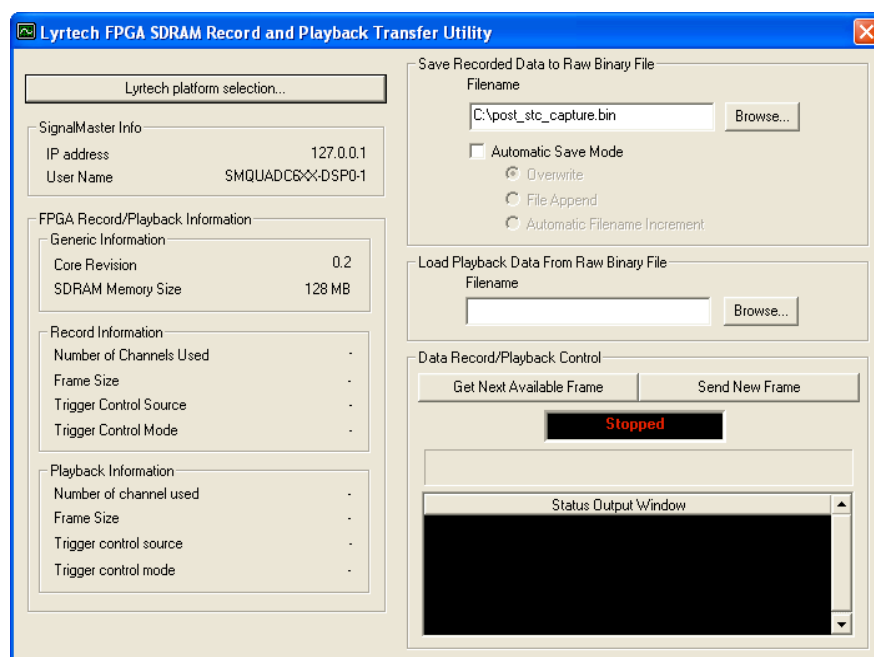 Lyrtech FPGA SDRAM Record and Playback Transfer Utility
Lyrtech platform selection...
SignalMaster Info
IP address 127.0.0.1
User Name SMQUADC6XX-DSP0-1
FPGA Record/Playback Information
Generic Information
Core Revision 0.2
SDRAM Memory Size 128 MB
Record Information
Number of Channels Used -
Frame Size -
Trigger Control Source -
Trigger Control Mode -
Playback Information
Number of channel used -
Frame Size -
Trigger control source -
Trigger control mode -
Save Recorded Data to Raw Binary File
Filename
C:\post_stc_capture.bin Browse...
Automatic Save Mode
Overwrite
File Append
Automatic Filename Increment
Load Playback Data From Raw Binary File
Filename
Browse...
Data Record/Playback Control
Get Next Available Frame Send New Frame
Stopped
Status Output Window